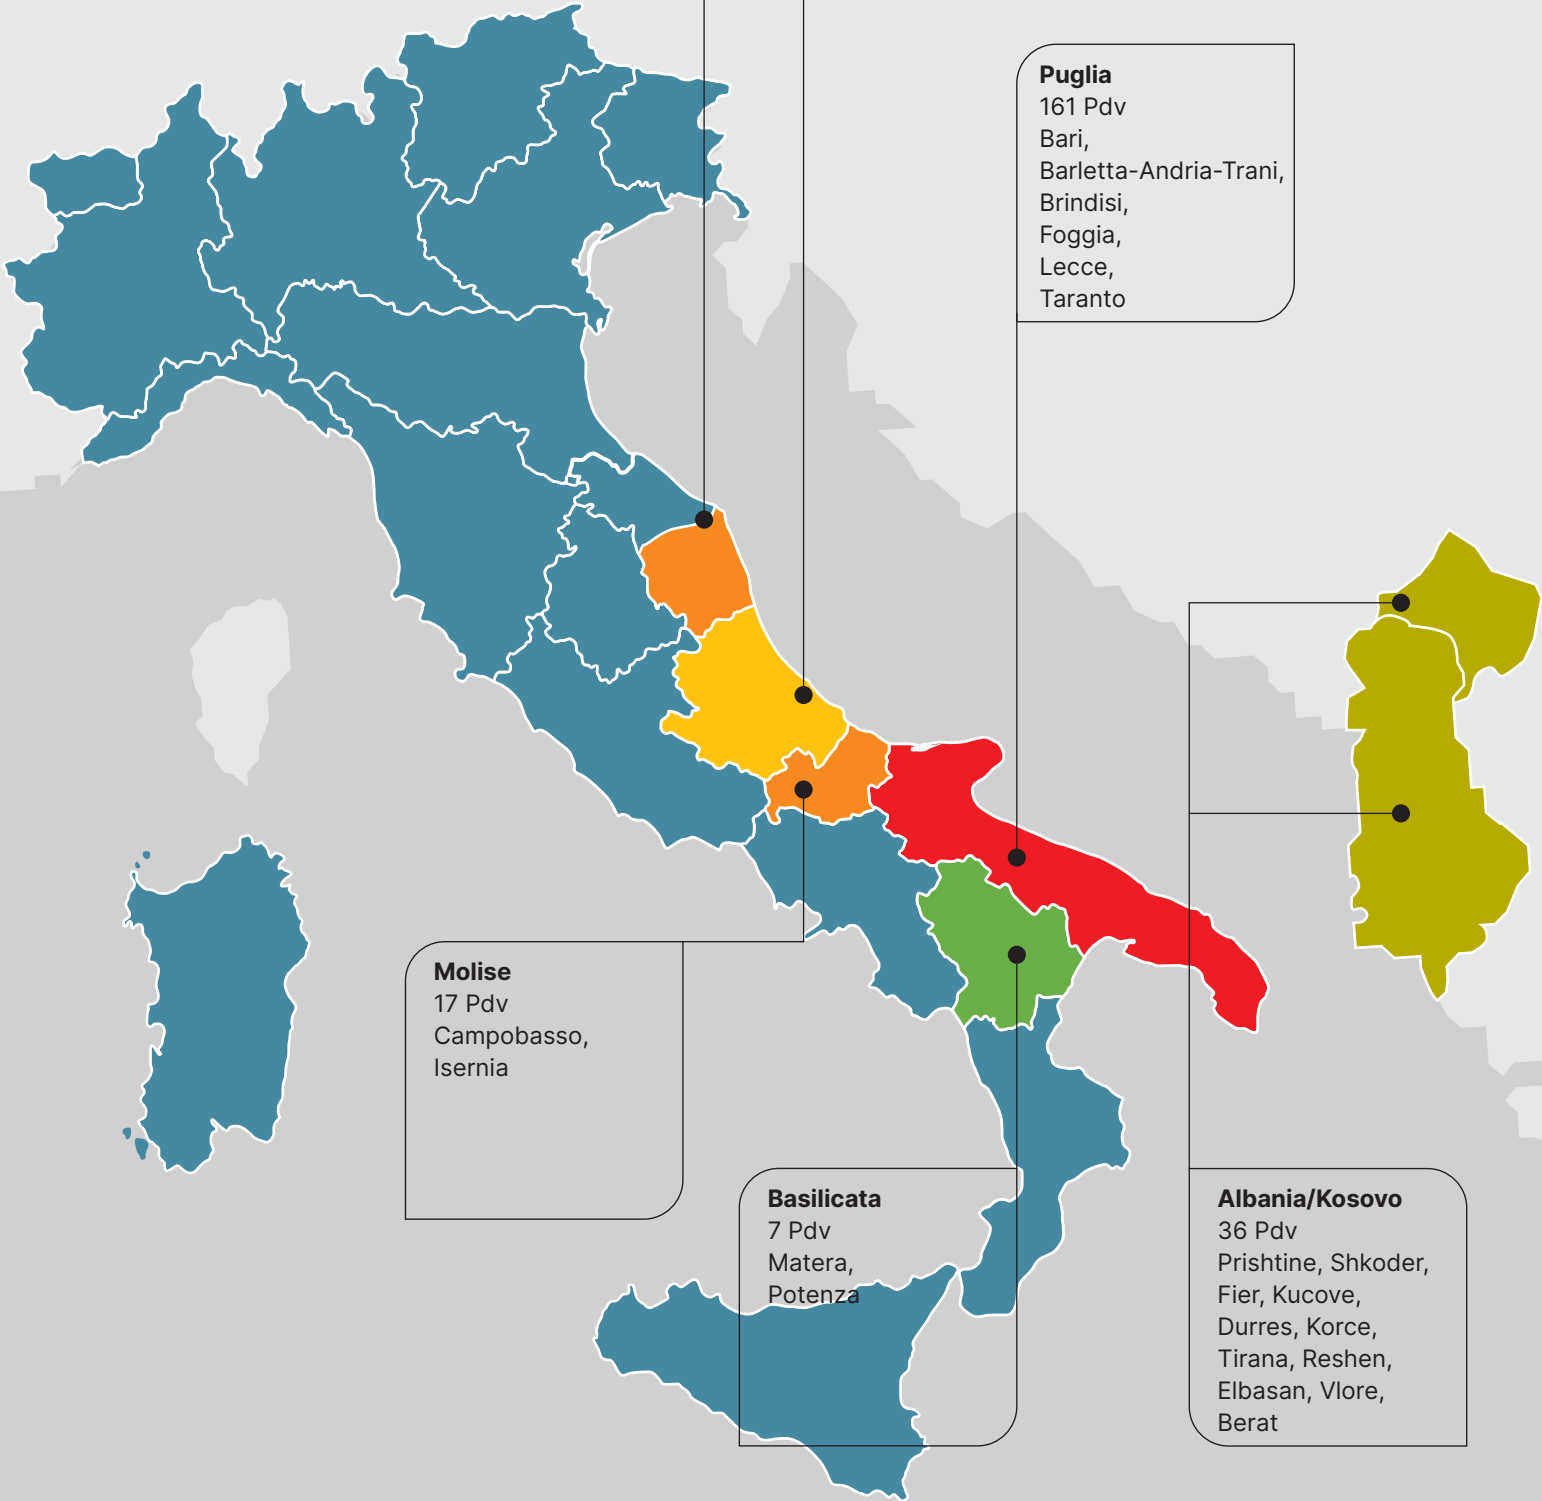 Puglia
161 Pdv
Bari,
Barletta-Andria-Trani,
Brindisi,
Foggia,
Lecce,
Taranto
Molise
17 Pdv
Campobasso,
Isernia
Basilicata
7 Pdv
Matera,
Potenza
Albania/Kosovo
36 Pdv
Prishtine, Shkoder,
Fier, Kucove,
Durres, Korce,
Tirana, Reshen,
Elbasan, Vlore,
Berat